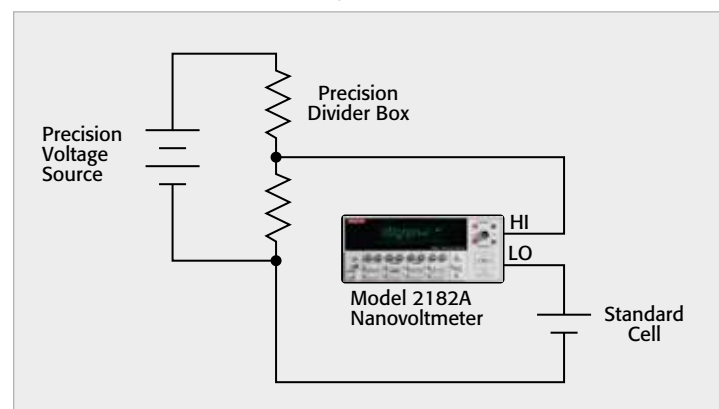 Precision
Divider Box
Precision
Voltage
Source
HI
LO
Model 2182A
Nanovoltmeter
Standard
Cell